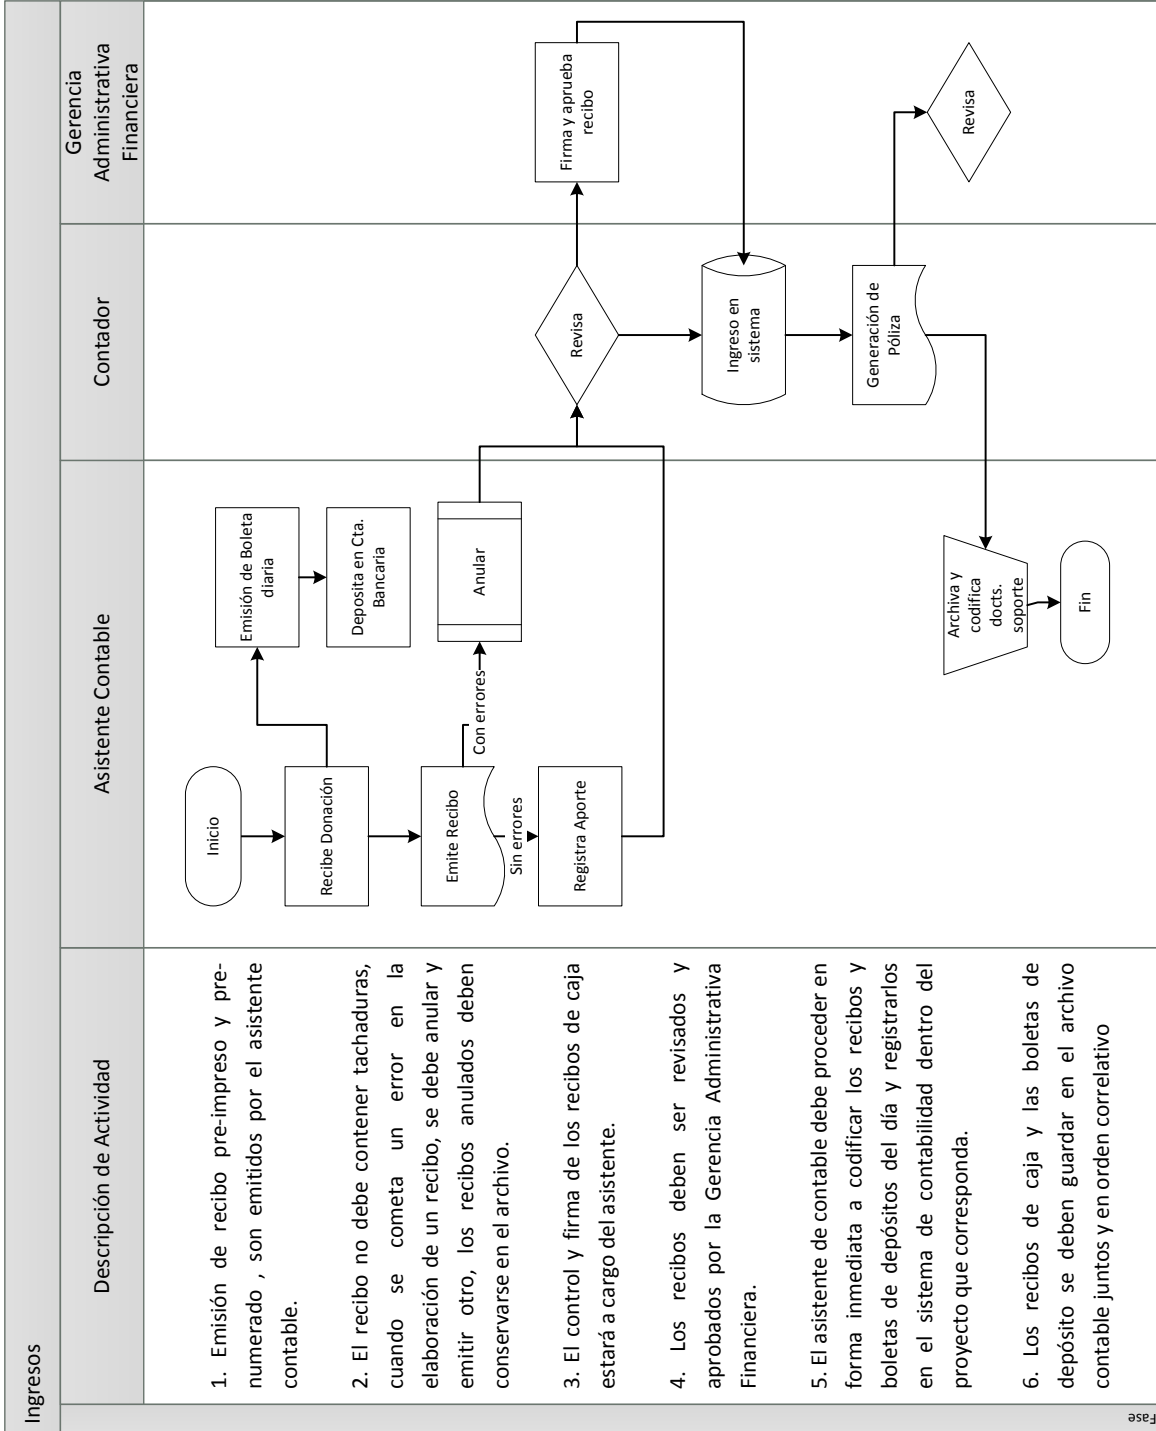 Ingresos
Descripción de Actividad
Asistente Contable
Contador
Gerencia
Administrativa
Financiera
1. Emisión de recibo pre-impreso y pre-
numerado , son emitidos por el asistente
contable.
2. El recibo no debe contener tachaduras,
cuando se cometa un error en la
elaboración de un recibo, se debe anular y
emitir otro, los recibos anulados deben
conservarse en el archivo.
3. El control y firma de los recibos de caja
estará a cargo del asistente.
4. Los recibos deben ser revisados y
aprobados por la Gerencia Administrativa
Financiera.
5. El asistente de contable debe proceder en
forma inmediata a codificar los recibos y
boletas de depósitos del día y registrarlos
en el sistema de contabilidad dentro del
proyecto que corresponda.
6. Los recibos de caja y las boletas de
depósito se deben guardar en el archivo
contable juntos y en orden correlativo
Inicio
Recibe Donación
Emisión de Boleta
diaria
Deposita en Cta.
Bancaria
Emite Recibo
Con errores
Anular
Sin errores
Registra Aporte
Revisa
Firma y aprueba
recibo
Ingreso en
sistema
Generación de
Póliza
Revisa
Archiva y
codifica
docts.
soporte
Fin
Fase